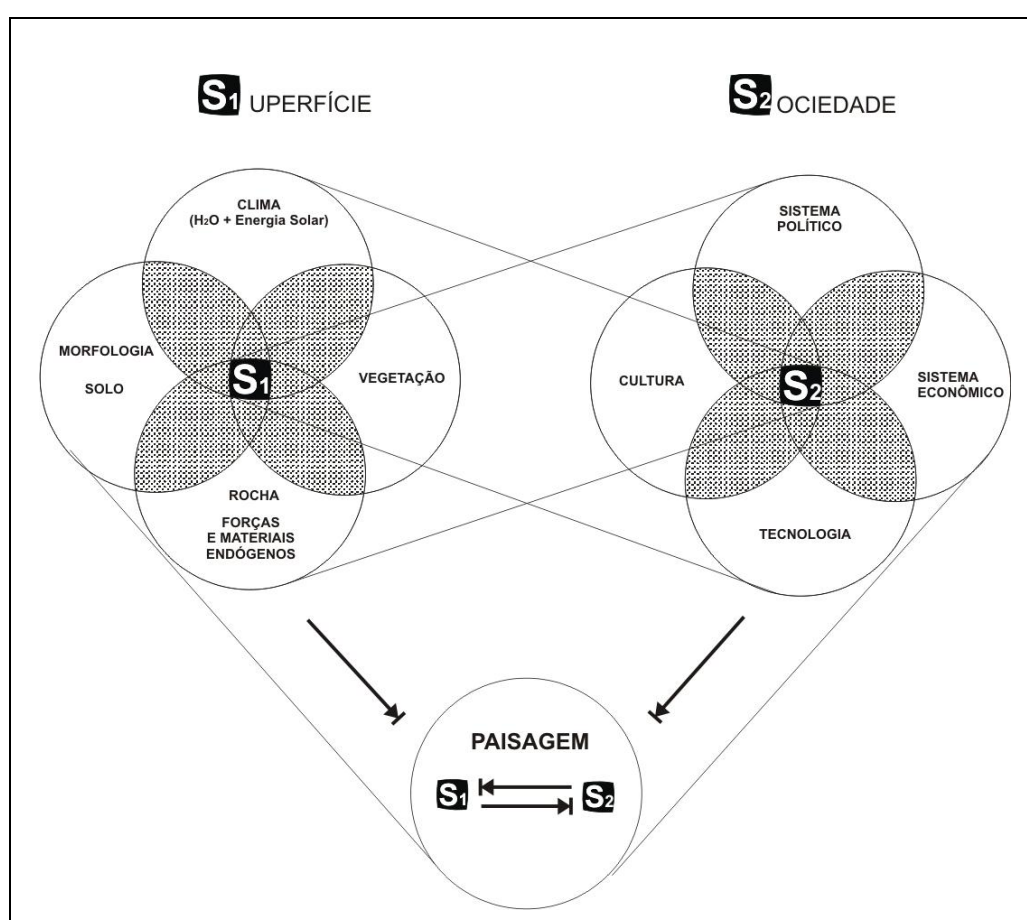 S1 UPERFÍCIE
S2 OCIEDADE
CLIMA
(H2O + Energia Solar)
MORFOLOGIA
SOLO
S1
VEGETAÇÃO
ROCHA
FORÇAS
E MATERIAIS
ENDÓGENOS
SISTEMA
POLÍTICO
CULTURA
S2
SISTEMA
ECONÔMICO
TECNOLOGIA
PAISAGEM
S1 S2